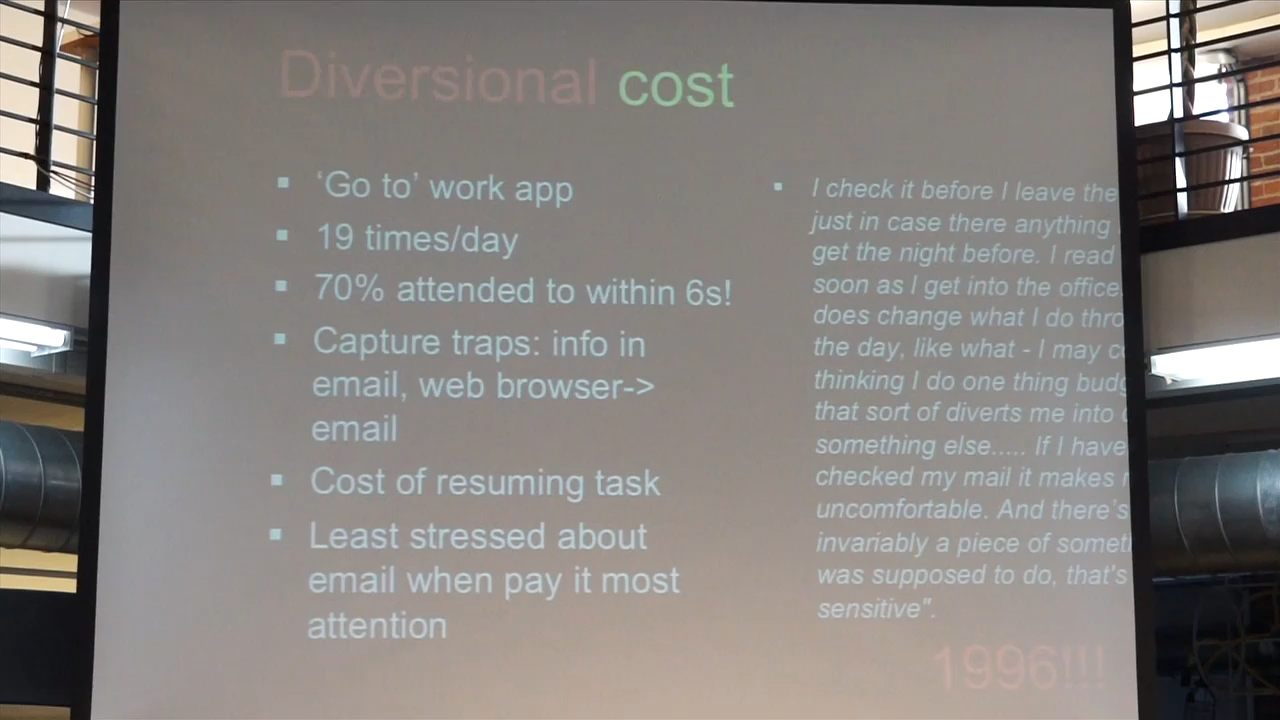 Diversional cost
▪ ‘Go to’ work app
▪ 19 times/day
▪ 70% attended to within 6s!
▪ Capture traps: info in
email, web browser->
email
▪ Cost of resuming task
▪ Least stressed about
email when pay it most
attention
▪ I check it before I leave the
just in case there anything
get the night before. I read
soon as I get into the office
does change what I do
the day, like what - I may
thinking I do one thing
that sort of diverts me into
something else..... If I have
checked my mail it makes
uncomfortable. And there's
invariably a piece of
was supposed to do, that's
sensitive".
1996!!!